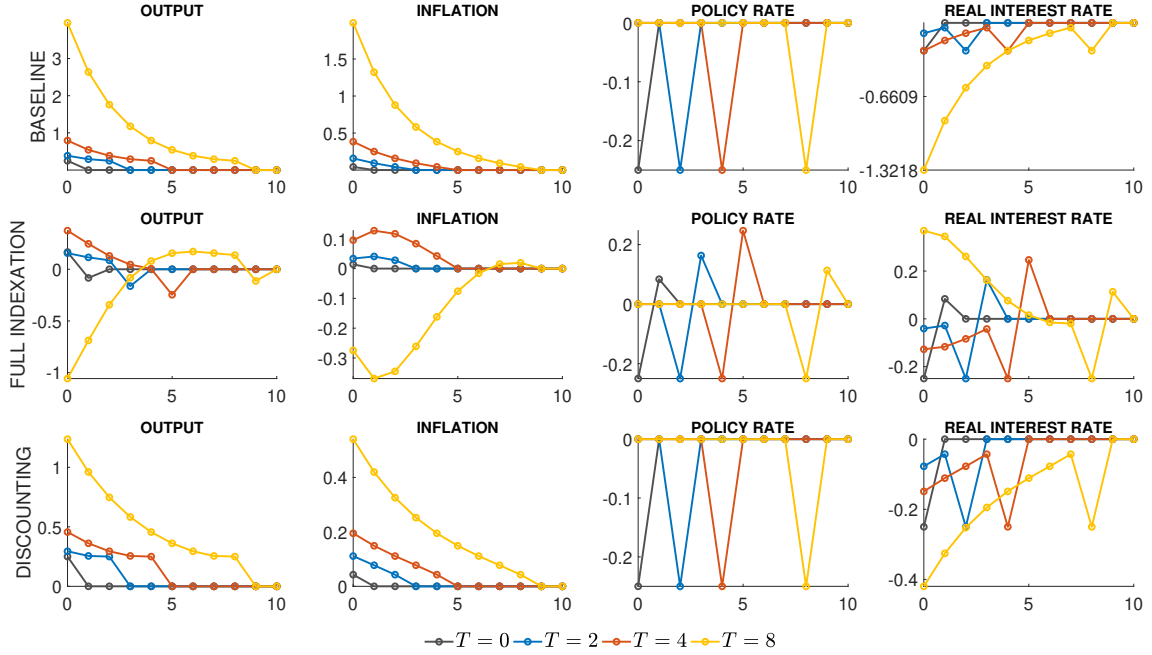 OUTPUT INFLATION POLICY RATE REAL INTEREST RATE
BASELINE
3
2
1
0 5 10
1.5
1
0.5
0 5 10
0
-0.1
-0.2
0 5 10
-0.6609
-1.3218
0 5 10
OUTPUT INFLATION POLICY RATE REAL INTEREST RATE
FULL INDEXATION
0
-0.5
-1
0 5 10
0.1
0
-0.1
-0.2
-0.3
0 5 10
0.2
0
-0.2
0 5 10
0.2
0
-0.2
0 5 10
OUTPUT INFLATION POLICY RATE REAL INTEREST RATE
DISCOUNTING
1
0.5
0
0 5 10
0.4
0.2
0
0 5 10
0
-0.1
-0.2
0 5 10
0
-0.2
-0.4
0 5 10
T = 0 T = 2 T = 4 T = 8